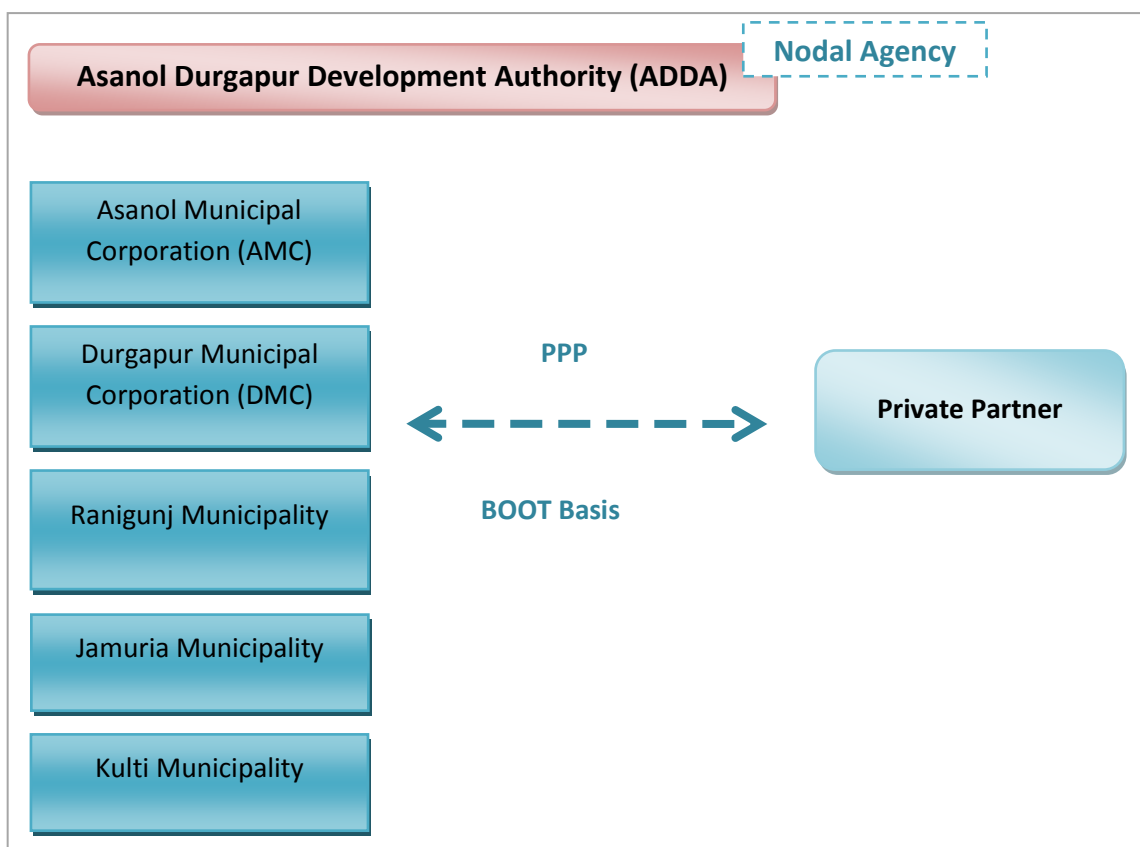 Nodal Agency
Asanol Durgapur Development Authority (ADDA)
Asanol Municipal
Corporation (AMC)
Durgapur Municipal
Corporation (DMC)
PPP
Private Partner
BOOT Basis
Ranigunj Municipality
Jamuria Municipality
Kulti Municipality